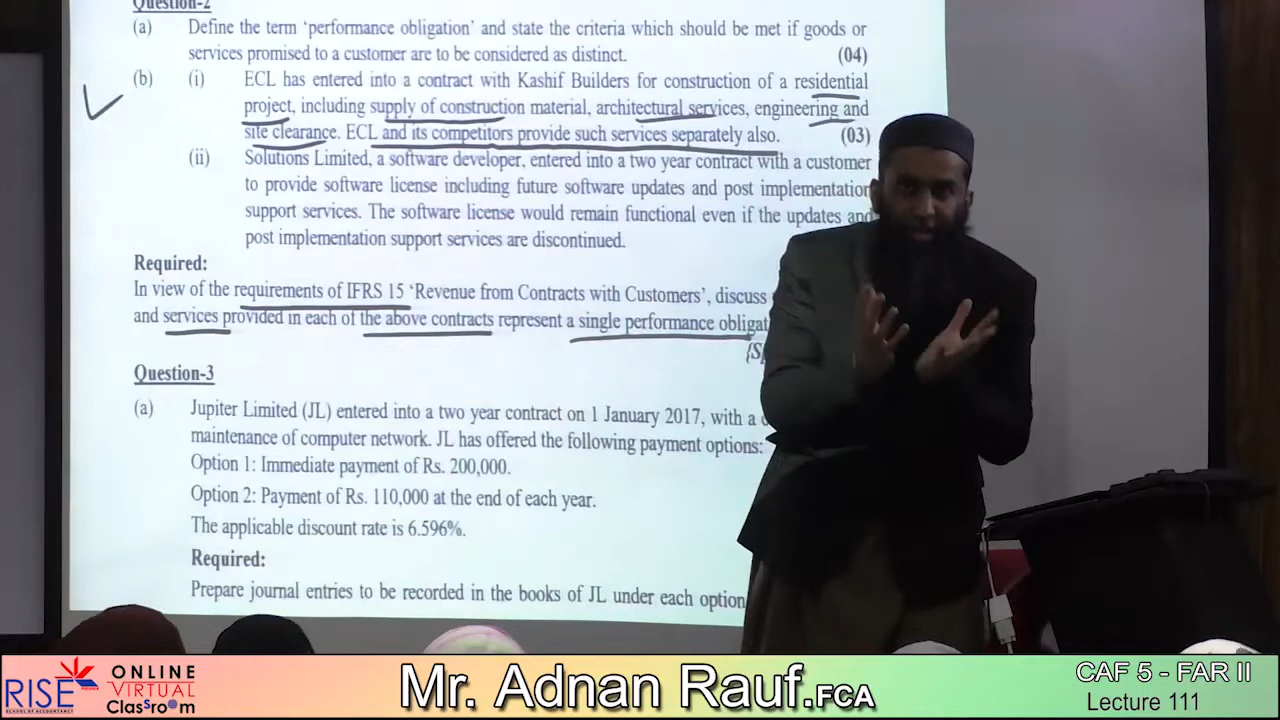 Question-2
(a) Define the term ‘performance obligation’ and state the criteria which should be met if goods or
services promised to a customer are to be considered as distinct. (04)
(b) (i) ECL has entered into a contract with Kashif Builders for construction of a residential
project, including supply of construction material, architectural services, engineering and
site clearance. ECL and its competitors provide such services separately also. (03)
(ii) Solutions Limited, a software developer, entered into a two year contract with a customer
to provide software license including future software updates and post implementation
support services. The software license would remain functional even if the updates and
post implementation support services are discontinued.
Required:
In view of the requirements of IFRS 15 ‘Revenue from Contracts with Customers’, discuss
and services provided in each of the above contracts represent a single performance obligat
{S
Question-3
(a) Jupiter Limited (JL) entered into a two year contract on 1 January 2017, with a
maintenance of computer network. JL has offered the following payment options:
Option 1: Immediate payment of Rs. 200,000.
Option 2: Payment of Rs. 110,000 at the end of each year.
The applicable discount rate is 6.596%.
Required:
Prepare journal entries to be recorded in the books of JL under each option
RISE
SCHOOL OF ACCOUNTANCY
ONLINE
VIRTUAL
ClasSroom
Mr. Adnan Rauf.FCA
CAF 5 - FAR II
Lecture 111